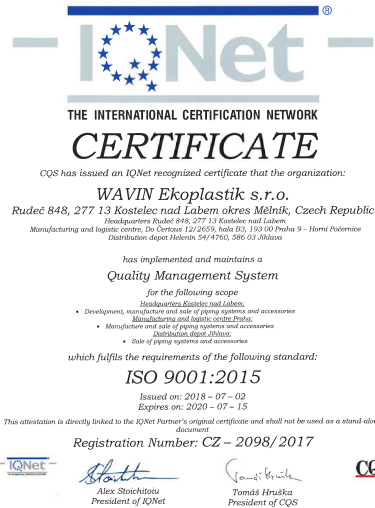 ®
IQNet
THE INTERNATIONAL CERTIFICATION NETWORK
CERTIFICATE
CQS has issued an IQNet recognized certificate that the organization:
WAVIN Ekoplastik s.r.o.
Rudeč 848, 277 13 Kostelec nad Labem okres Mělník, Czech Republic
Headquarters Rudeč 848, 277 13 Kostelec nad Labem
Manufacturing and logistic centre, Do Čertous 12/2659, hala B3, 193 00 Praha 9 – Horní Počernice
Distribution depot Helenín 54/4760, 586 03 Jihlava
has implemented and maintains a
Quality Management System
for the following scope
Headquarters Kostelec nad Labem:
• Development, manufacture and sale of piping systems and accessories
Manufacturing and logistic centre Praha:
• Manufacture and sale of piping systems and accessories
Distribution depot Jihlava:
• Sale of piping systems and accessories
which fulfils the requirements of the following standard:
ISO 9001:2015
Issued on: 2018 – 07 – 02
Expires on: 2020 – 07 – 15
This attestation is directly linked to the IQNet Partner's original certificate and shall not be used as a stand-alo
document
Registration Number: CZ – 2098/2017
IQNet
Alex Stoichitoiu
President of IQNet
Tomáš Hruška
President of CQS
CQ